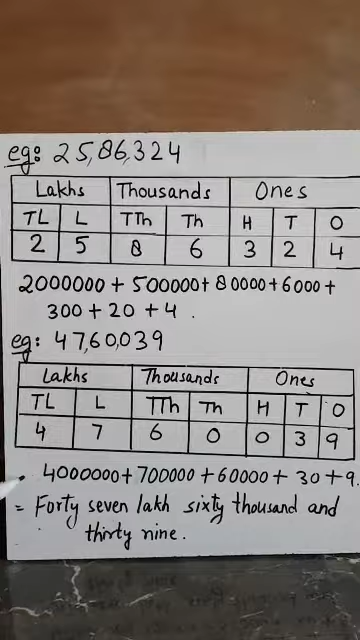 eg: 25,86,324
Lakhs Thousands Ones
TL L TTh Th H T O
2 5 8 6 3 2 4
2000000 + 500000 + 80000 + 6000 +
300 + 20 + 4.
eg: 47,60,039
Lakhs Thousands Ones
TL L TTh Th H T O
4 7 6 0 0 3 9
4000000 + 700000 + 60000 + 30 + 9.
= Forty seven lakh sixty thousand and
thirty nine.